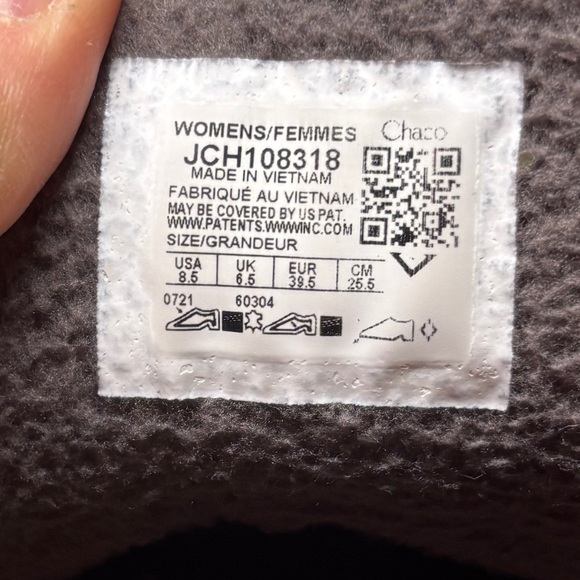 WOMENS/FEMMES Chaco
JCH108318
MADE IN VIETNAM
FABRIQUÉ AU VIETNAM
MAY BE COVERED BY US PAT.
WWW.PATENTS.WWWINC.COM
SIZE/GRANDEUR
USA UK EUR CM
8.5 6.5 39.5 25.5
0721 60304